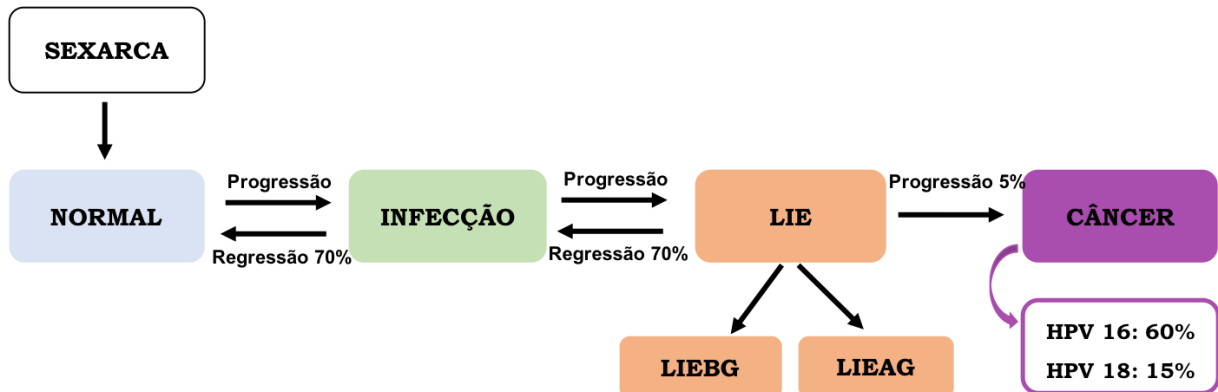 SEXARCA
NORMAL
Progressão
Regressão 70%
INFECÇÃO
Progressão
Regressão 70%
LIE
Progressão 5%
CÂNCER
LIEBG
LIEAG
HPV 16: 60%
HPV 18: 15%